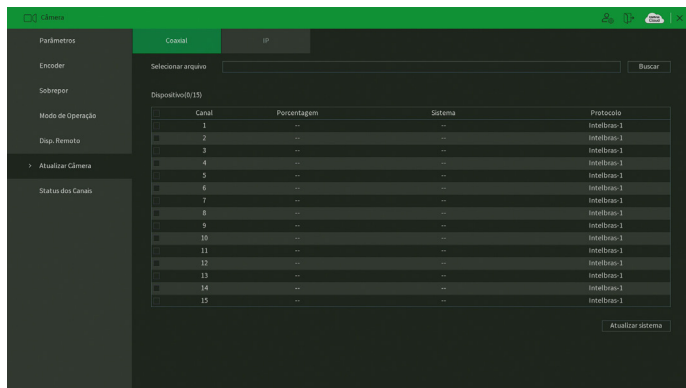 Câmera
Parâmetros
Encoder
Sobrepor
Modo de Operação
Disp. Remoto
> Atualizar Câmera
Status dos Canais
Coaxial IP
Selecionar arquivo Buscar
Dispositivo(0/15)
Canal Porcentagem Sistema Protocolo
1 -- -- Intelbras-1
2 -- -- Intelbras-1
3 -- -- Intelbras-1
4 -- -- Intelbras-1
5 -- -- Intelbras-1
6 -- -- Intelbras-1
7 -- -- Intelbras-1
8 -- -- Intelbras-1
9 -- -- Intelbras-1
10 -- -- Intelbras-1
11 -- -- Intelbras-1
12 -- -- Intelbras-1
13 -- -- Intelbras-1
14 -- -- Intelbras-1
15 -- -- Intelbras-1
Atualizar sistema